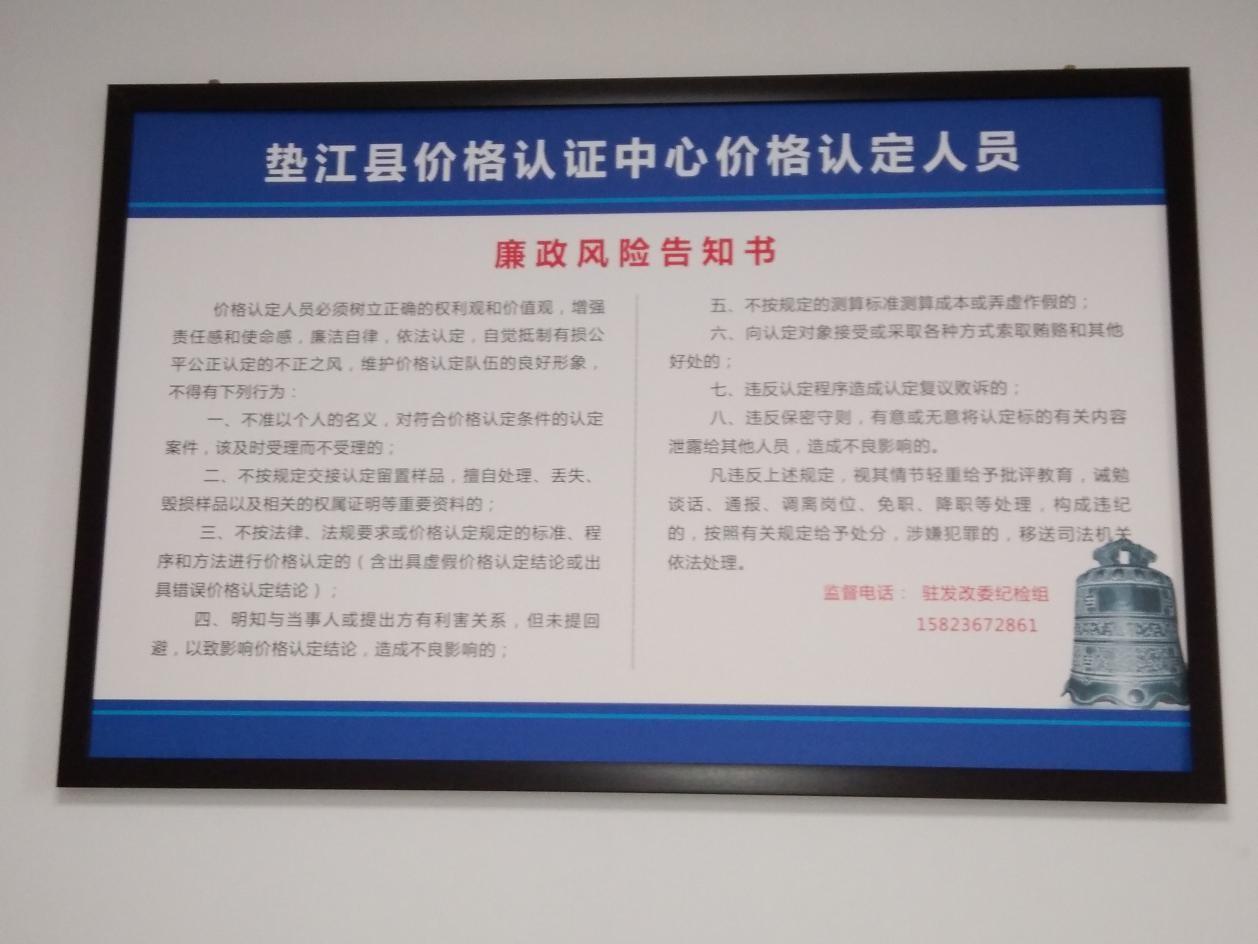 垫江县价格认证中心价格认定人员
廉政风险告知书
价格认定人员必须树立正确的权利观和价值观，增强
责任感和使命感，廉洁自律，依法认定，自觉抵制有损公
平公正认定的不正之风，维护价格认定队伍的良好形象，
不得有下列行为：
一、不准以个人的名义，对符合价格认定条件的认定
案件，该及时受理而不受理的；
二、不按规定交接认定留置样品，擅自处理、丢失、
毁损样品以及相关的权属证明等重要资料的；
三、不按法律、法规要求或价格认定规定的标准、程
序和方法进行价格认定的（含出具虚假价格认定结论或出
具错误价格认定结论）；
四、明知与当事人或提出方有利害关系，但未提回
避，以致影响价格认定结论，造成不良影响的；
五、不按规定的测算标准测算成本或弄虚作假的；
六、向认定对象接受或采取各种方式索取贿赂和其他
好处的；
七、违反认定程序造成认定复议败诉的；
八、违反保密守则，有意或无意将认定标的有关内容
泄露给其他人员，造成不良影响的。
凡违反上述规定，视其情节轻重给予批评教育，诫勉
谈话、通报、调离岗位、免职、降职等处理，构成违纪
的，按照有关规定给予处分，涉嫌犯罪的，移送司法机关
依法处理。
监督电话： 驻发改委纪检组
15823672861